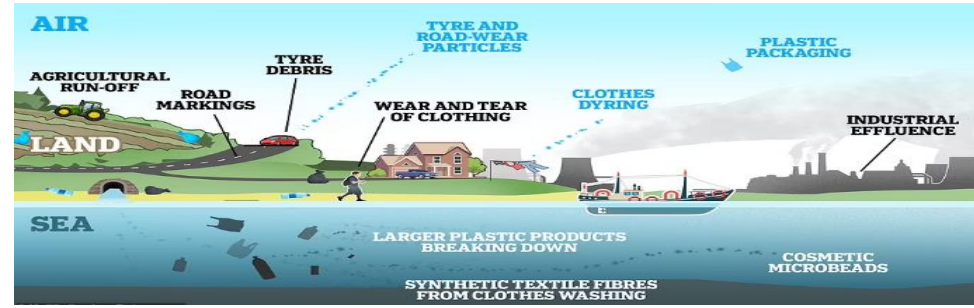 AIR
TYRE AND
ROAD-WEAR
PARTICLES
PLASTIC
PACKAGING
TYRE
DEBRIS
AGRICULTURAL
RUN-OFF
ROAD
MARKINGS
WEAR AND TEAR
OF CLOTHING
CLOTHES
DYRING
INDUSTRIAL
EFFLUENCE
LAND
SEA
LARGER PLASTIC PRODUCTS
BREAKING DOWN
COSMETIC
MICROBEADS
SYNTHETIC TEXTILE FIBRES
FROM CLOTHES WASHING